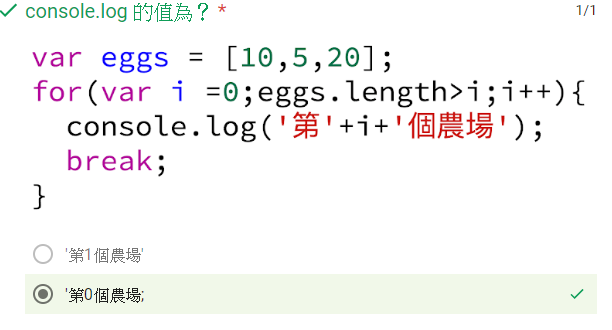 console.log 的值為？ *
1/1
var eggs = [10,5,20];
for(var i =0;eggs.length>i;i++){
  console.log('第'+i+'個農場');
  break;
}
'第1個農場'
'第0個農場;